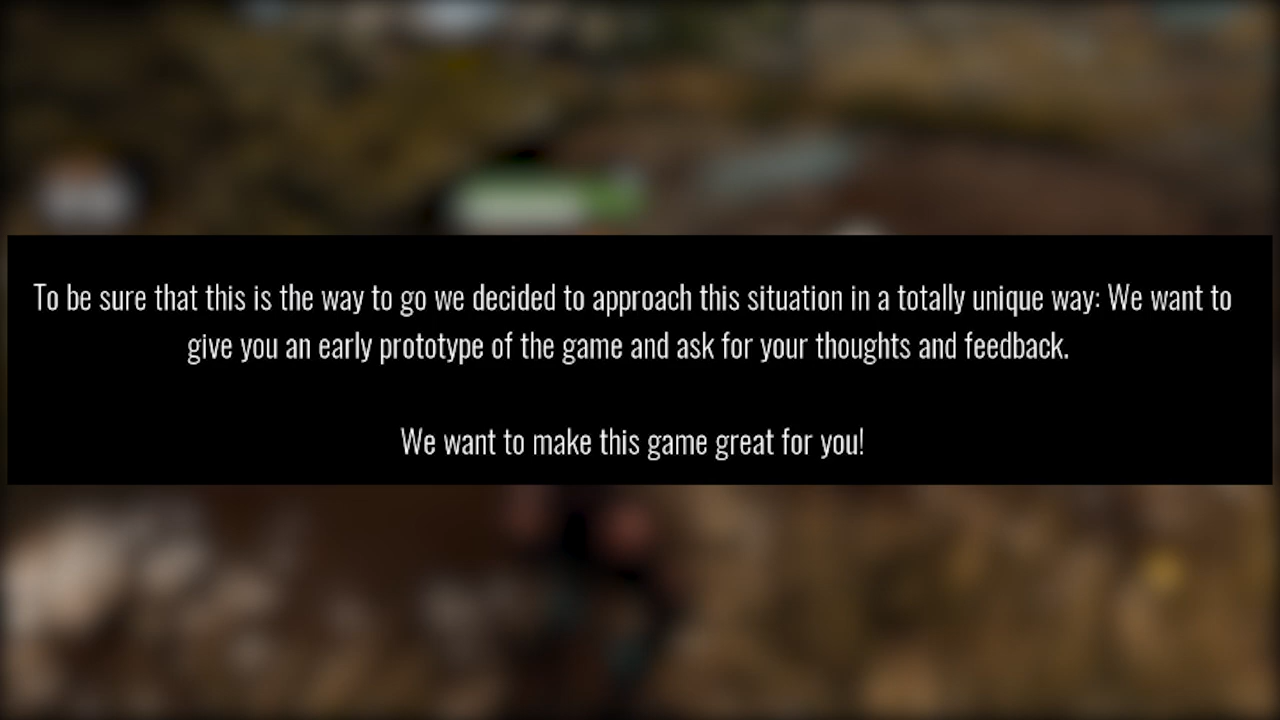 To be sure that this is the way to go we decided to approach this situation in a totally unique way: We want to
give you an early prototype of the game and ask for your thoughts and feedback.
We want to make this game great for you!